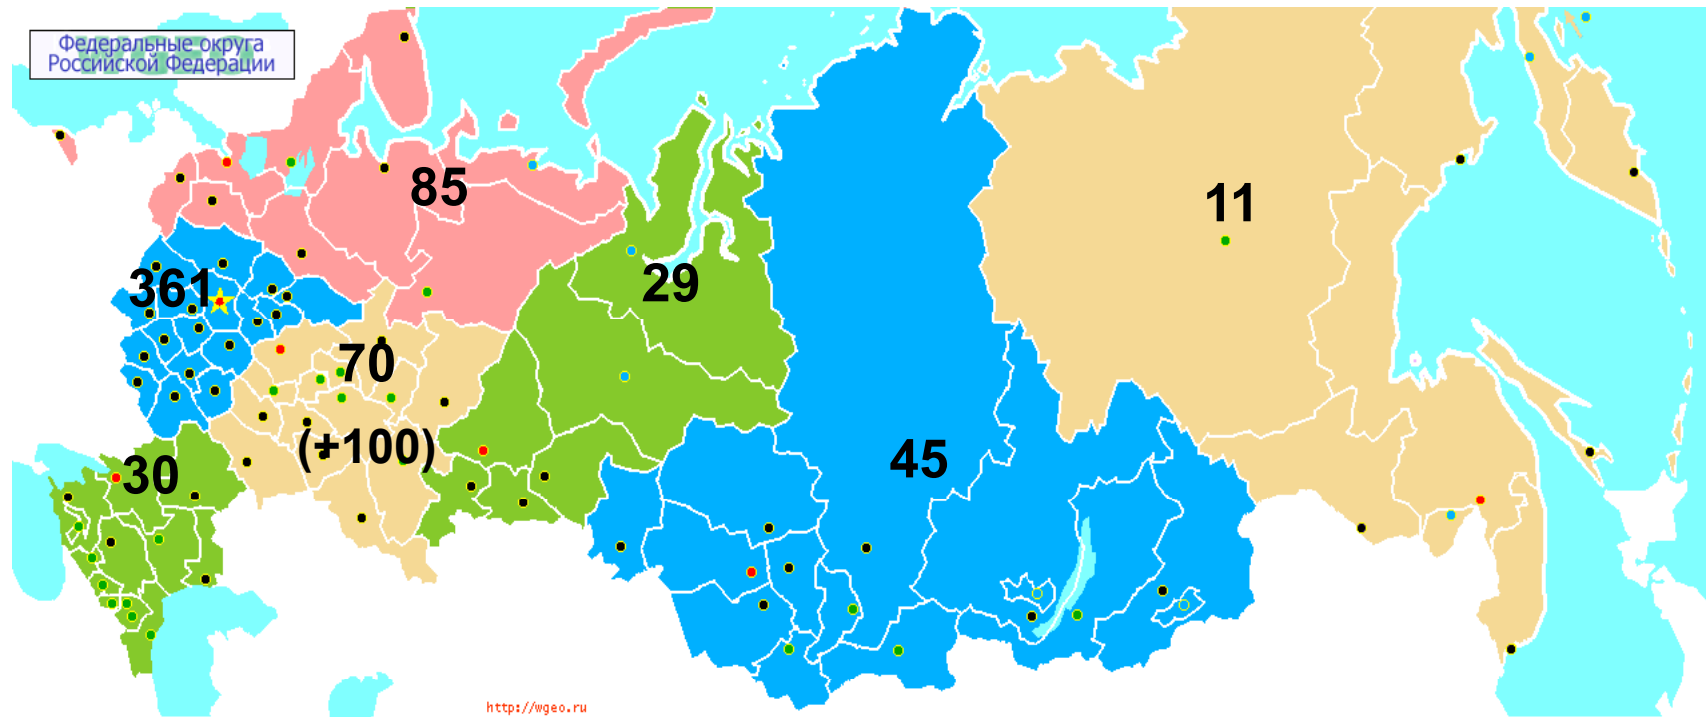 Федеральные округа
Российской Федерации
85
11
361
29
70
(+100)
30
45
http://wgeo.ru